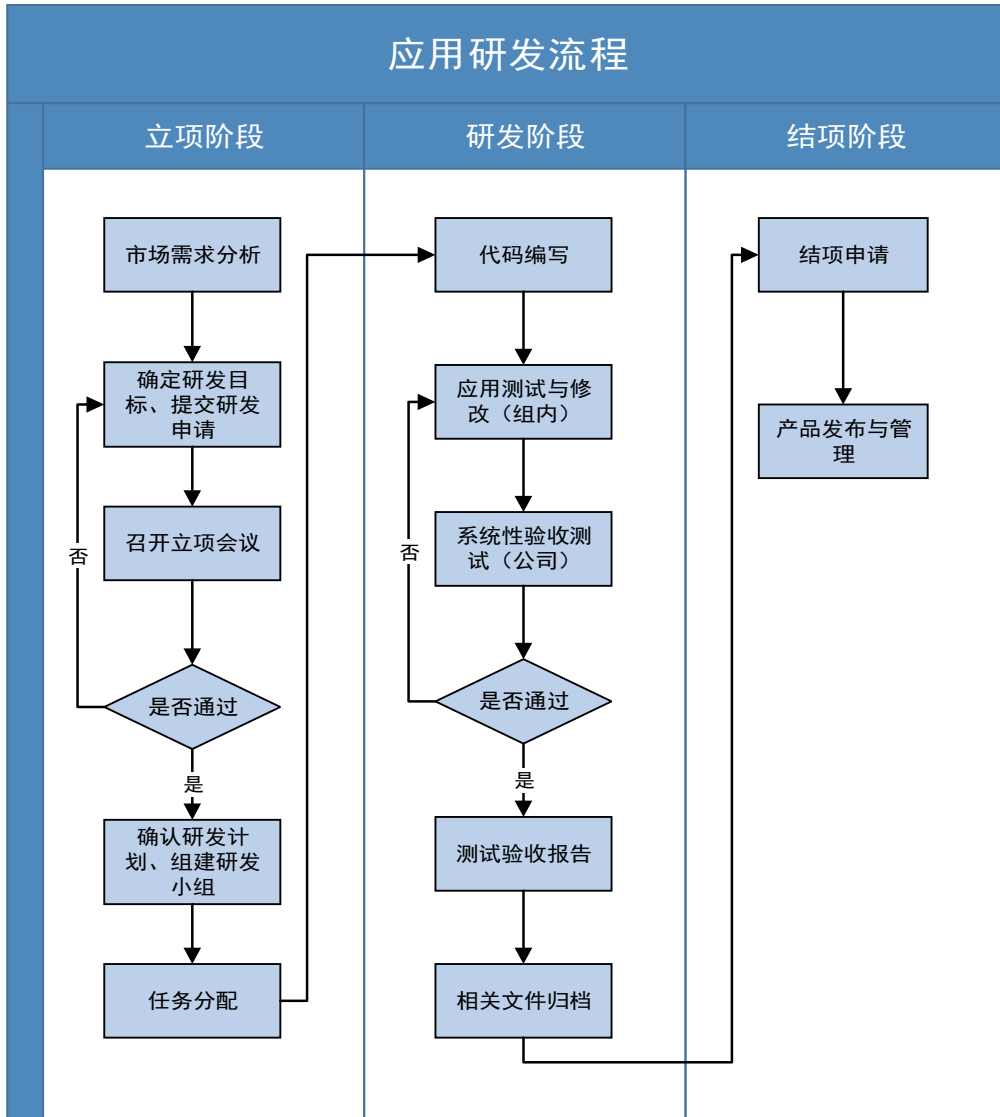 应用研发流程
立项阶段
研发阶段
结项阶段
市场需求分析
确定研发目
标、提交研发
申请
召开立项会议
否
是否通过
是
确认研发计
划、组建研发
小组
任务分配
代码编写
应用测试与修
改（组内）
系统性验收测
试（公司）
否
是否通过
是
测试验收报告
相关文件归档
结项申请
产品发布与管
理